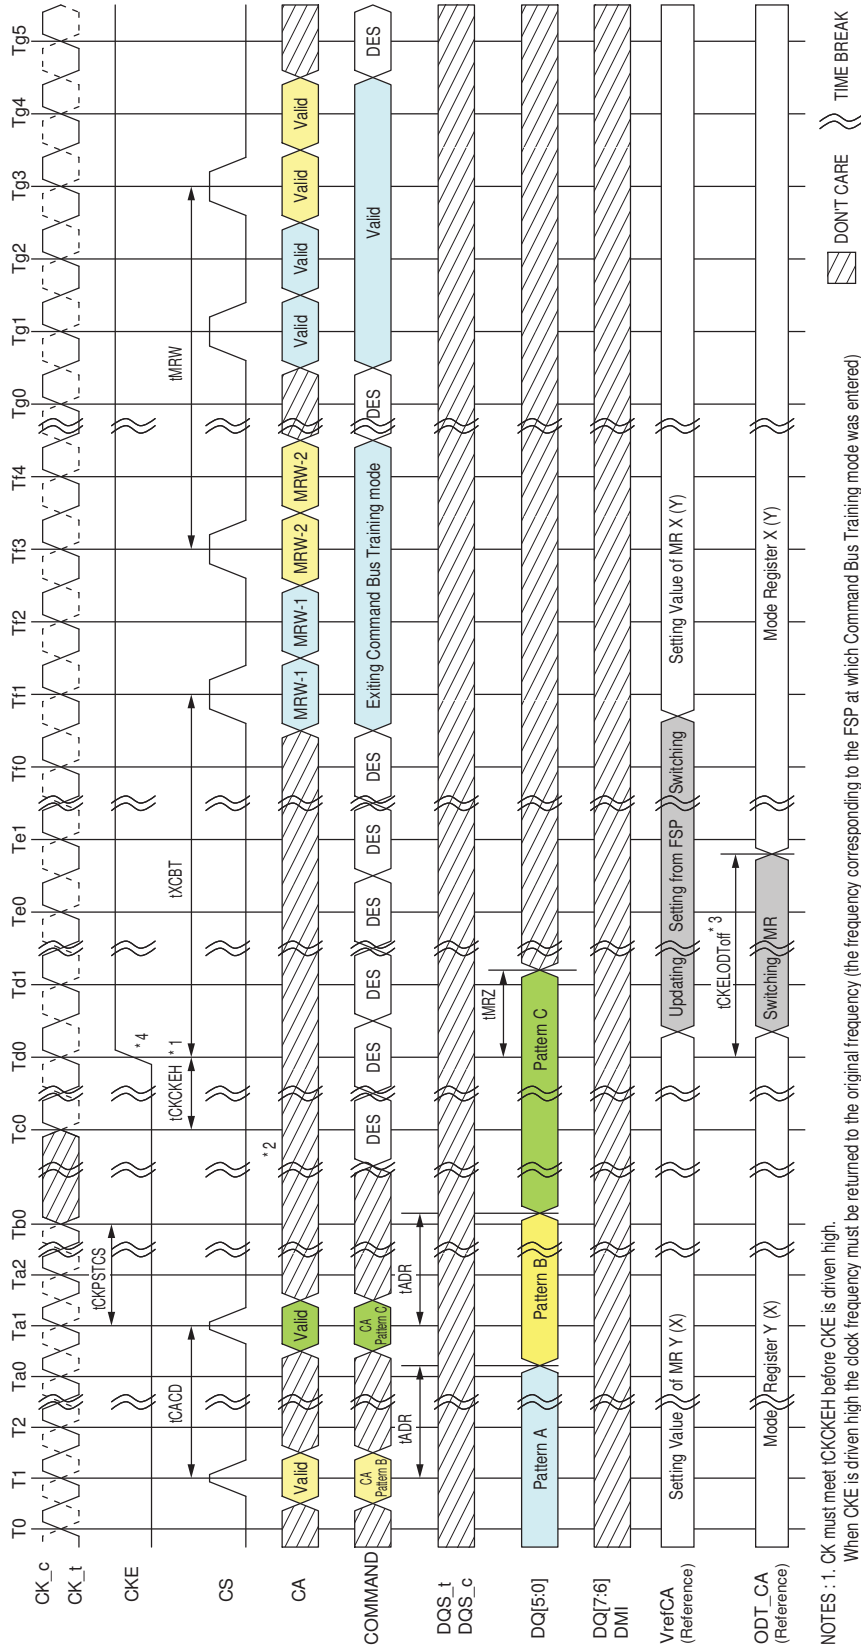 T0 T1 T2 Ta0 Ta1 Ta2 Tb0 Tc0 Td0 Td1 Te0 Te1 Tf0 Tf1 Tf2 Tf3 Tf4 Tg0 Tg1 Tg2 Tg3 Tg4 Tg5
CK_c
CK_t
tCKPSTCS
CKE
* 4
tCACD
tCKCKEH * 1
tXCBT
tMRW
CS
* 2
CA
Valid Valid MRW-1 MRW-1 MRW-2 MRW-2 Valid Valid Valid Valid
COMMAND
CA
Pattern B
CA
Pattern C
DES DES DES DES DES DES Exiting Command Bus Training mode DES Valid DES
tADR tADR
DQS_t
DQS_c
tMRZ
DQ[5:0]
Pattern A Pattern B Pattern C
DQ[7:6]
DMI
VrefCA
(Reference)
Setting Value of MR Y (X) Updating Setting from FSP Switching Setting Value of MR X (Y)
tCKELODToff * 3
ODT_CA
(Reference)
Mode Register Y (X) Switching MR Mode Register X (Y)
DON'T CARE
TIME BREAK
NOTES : 1. CK must meet tCKCKEH before CKE is driven high.
When CKE is driven high the clock frequency must be returned to the original frequency (the frequency corresponding to the FSP at which Command Bus Training mode was entered)